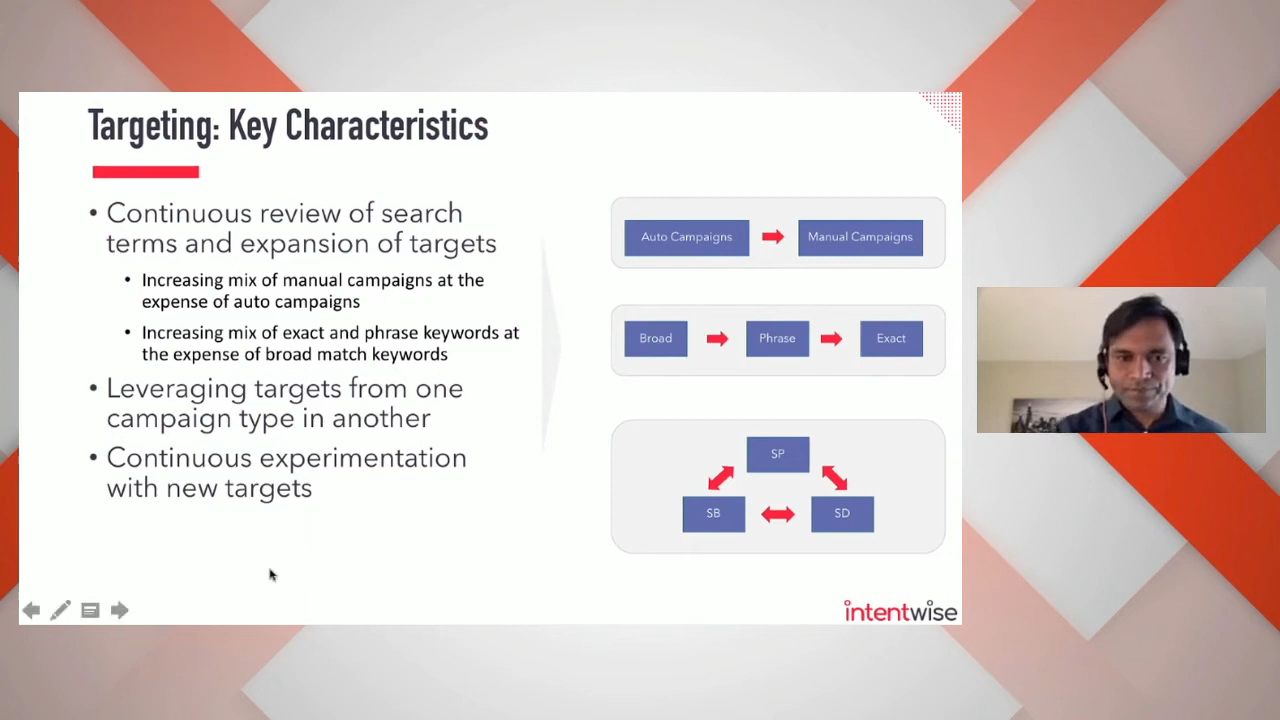 Targeting: Key Characteristics
• Continuous review of search
terms and expansion of targets
• Increasing mix of manual campaigns at the
expense of auto campaigns
• Increasing mix of exact and phrase keywords at
the expense of broad match keywords
• Leveraging targets from one
campaign type in another
• Continuous experimentation
with new targets
Auto Campaigns
Manual Campaigns
Broad
Phrase
Exact
SP
SB
SD
intentwise